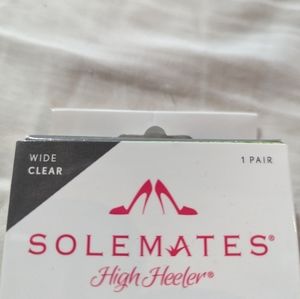 WIDE
CLEAR
1 PAIR
SOLEMATES®
High Heeler®